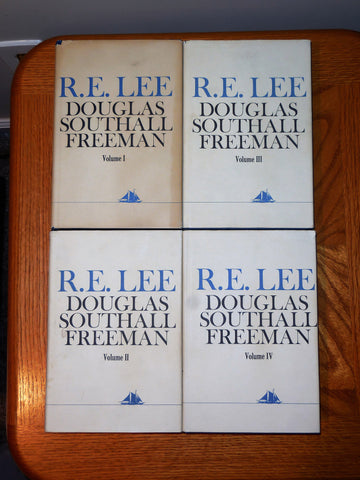 R.E. LEE
DOUGLAS
SOUTHALL
FREEMAN
Volume I
R.E. LEE
DOUGLAS
SOUTHALL
FREEMAN
Volume III
R.E. LEE
DOUGLAS
SOUTHALL
FREEMAN
Volume II
R.E. LEE
DOUGLAS
SOUTHALL
FREEMAN
Volume IV